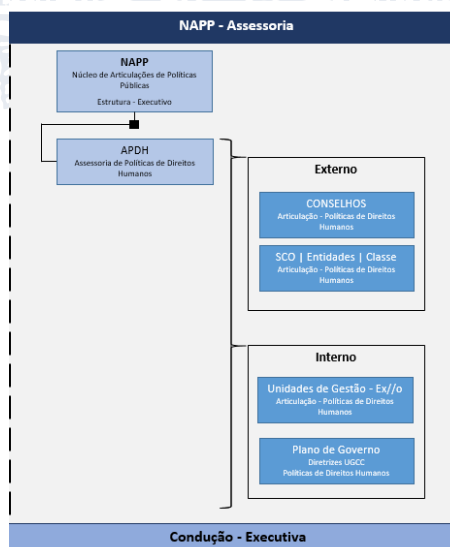 NAPP - Assessoria
NAPP
Núcleo de Articulações de Políticas
Públicas
Estrutura - Executivo
APDH
Assessoria de Políticas de Direitos
Humanos
Externo
CONSELHOS
Articulação - Políticas de Direitos
Humanos
SCO | Entidades | Classe
Articulação - Políticas de Direitos
Humanos
Interno
Unidades de Gestão - Ex//o
Articulação - Políticas de Direitos
Humanos
Plano de Governo
Diretrizes UGCC
Políticas de Direitos Humanos
Condução - Executiva